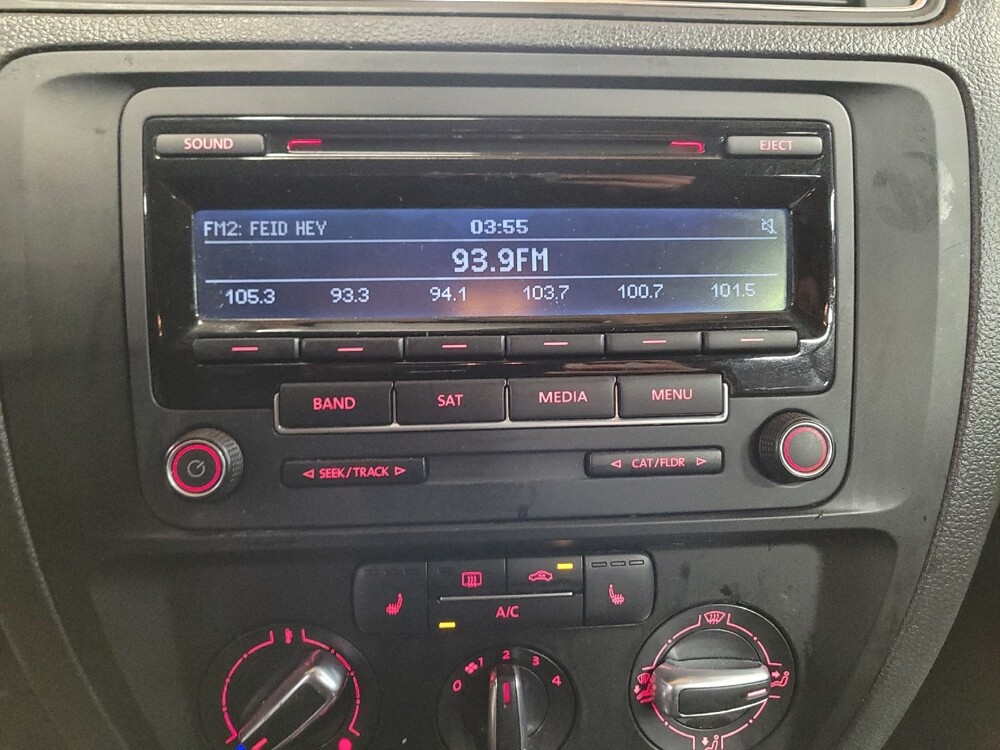 SOUND EJECT
FM2: FEID HEY 03:55
93.9FM
105.3 93.3 94.1 103.7 100.7 101.5
BAND SAT MEDIA MENU
SEEK/TRACK CAT/FLDR
A/C
0 1 2 3 4